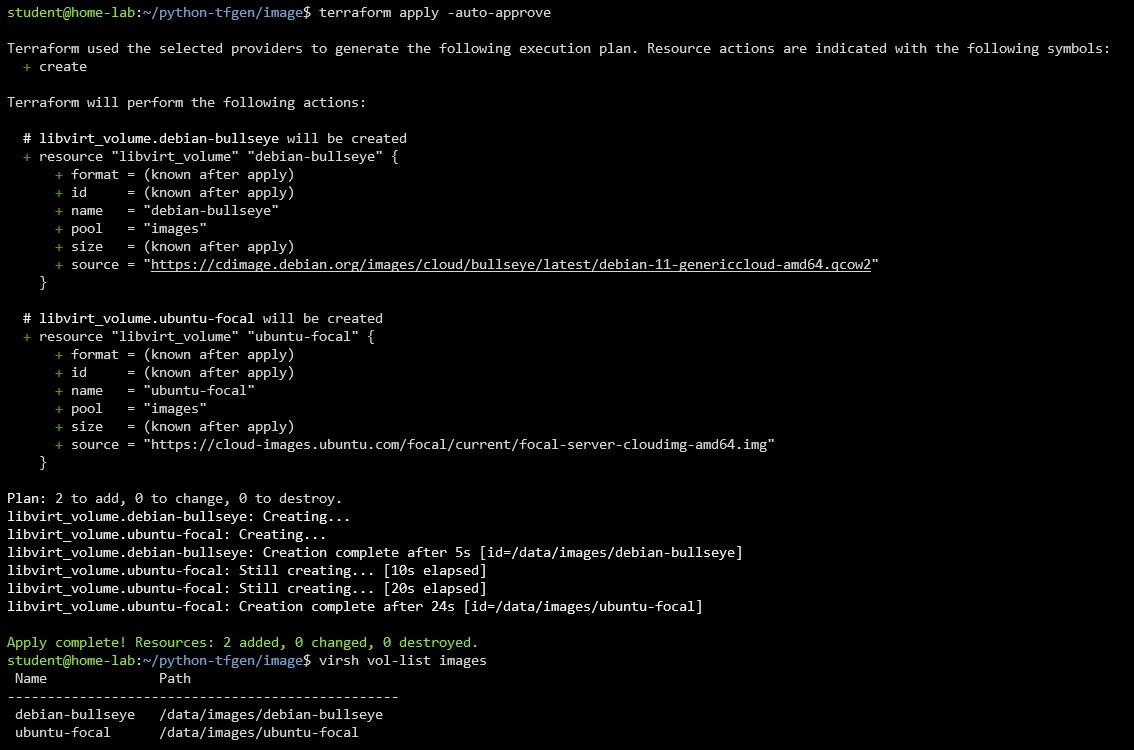 student@home-lab:~/python-tfgen/image$ terraform apply -auto-approve
Terraform used the selected providers to generate the following execution plan. Resource actions are indicated with the following symbols:
  + create
Terraform will perform the following actions:
  # libvirt_volume.debian-bullseye will be created
  + resource "libvirt_volume" "debian-bullseye" {
      + format = (known after apply)
      + id     = (known after apply)
      + name   = "debian-bullseye"
      + pool   = "images"
      + size   = (known after apply)
      + source = "https://cdimage.debian.org/images/cloud/bullseye/latest/debian-11-genericcloud-amd64.qcow2"
    }
  # libvirt_volume.ubuntu-focal will be created
  + resource "libvirt_volume" "ubuntu-focal" {
      + format = (known after apply)
      + id     = (known after apply)
      + name   = "ubuntu-focal"
      + pool   = "images"
      + size   = (known after apply)
      + source = "https://cloud-images.ubuntu.com/focal/current/focal-server-cloudimg-amd64.img"
    }
Plan: 2 to add, 0 to change, 0 to destroy.
libvirt_volume.debian-bullseye: Creating...
libvirt_volume.ubuntu-focal: Creating...
libvirt_volume.debian-bullseye: Creation complete after 5s [id=/data/images/debian-bullseye]
libvirt_volume.ubuntu-focal: Still creating... [10s elapsed]
libvirt_volume.ubuntu-focal: Still creating... [20s elapsed]
libvirt_volume.ubuntu-focal: Creation complete after 24s [id=/data/images/ubuntu-focal]
Apply complete! Resources: 2 added, 0 changed, 0 destroyed.
student@home-lab:~/python-tfgen/image$ virsh vol-list images
 Name              Path
-------------------------------------------------
 debian-bullseye   /data/images/debian-bullseye
 ubuntu-focal      /data/images/ubuntu-focal